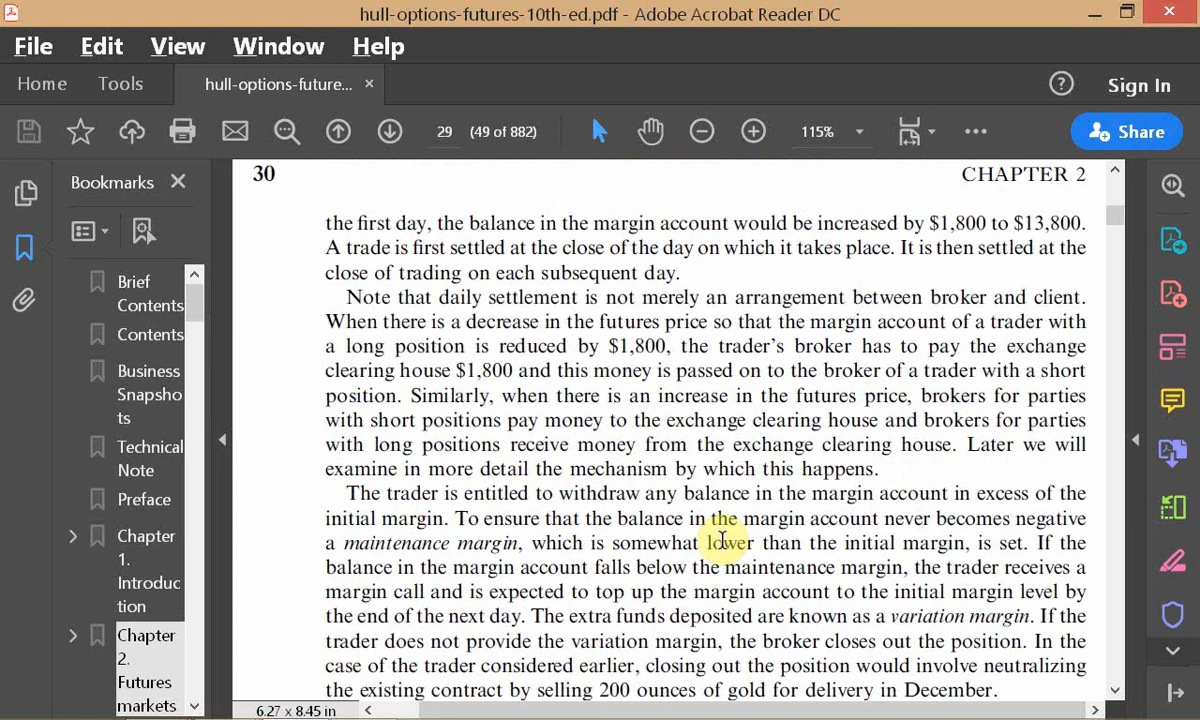 hull-options-futures-10th-ed.pdf - Adobe Acrobat Reader DC
File Edit View Window Help
Home Tools hull-options-future... × Sign In
29 (49 of 882) 115% Share
Bookmarks
Brief
Contents
Contents
Business
Snapsho
ts
Technical
Note
Preface
Chapter
1.
Introduc
tion
Chapter
2.
Futures
markets
30 CHAPTER 2
the first day, the balance in the margin account would be increased by $1,800 to $13,800.
A trade is first settled at the close of the day on which it takes place. It is then settled at the
close of trading on each subsequent day.
Note that daily settlement is not merely an arrangement between broker and client.
When there is a decrease in the futures price so that the margin account of a trader with
a long position is reduced by $1,800, the trader's broker has to pay the exchange
clearing house $1,800 and this money is passed on to the broker of a trader with a short
position. Similarly, when there is an increase in the futures price, brokers for parties
with short positions pay money to the exchange clearing house and brokers for parties
with long positions receive money from the exchange clearing house. Later we will
examine in more detail the mechanism by which this happens.
The trader is entitled to withdraw any balance in the margin account in excess of the
initial margin. To ensure that the balance in the margin account never becomes negative
a maintenance margin, which is somewhat lower than the initial margin, is set. If the
balance in the margin account falls below the maintenance margin, the trader receives a
margin call and is expected to top up the margin account to the initial margin level by
the end of the next day. The extra funds deposited are known as a variation margin. If the
trader does not provide the variation margin, the broker closes out the position. In the
case of the trader considered earlier, closing out the position would involve neutralizing
the existing contract by selling 200 ounces of gold for delivery in December.
6.27 x 8.45 in